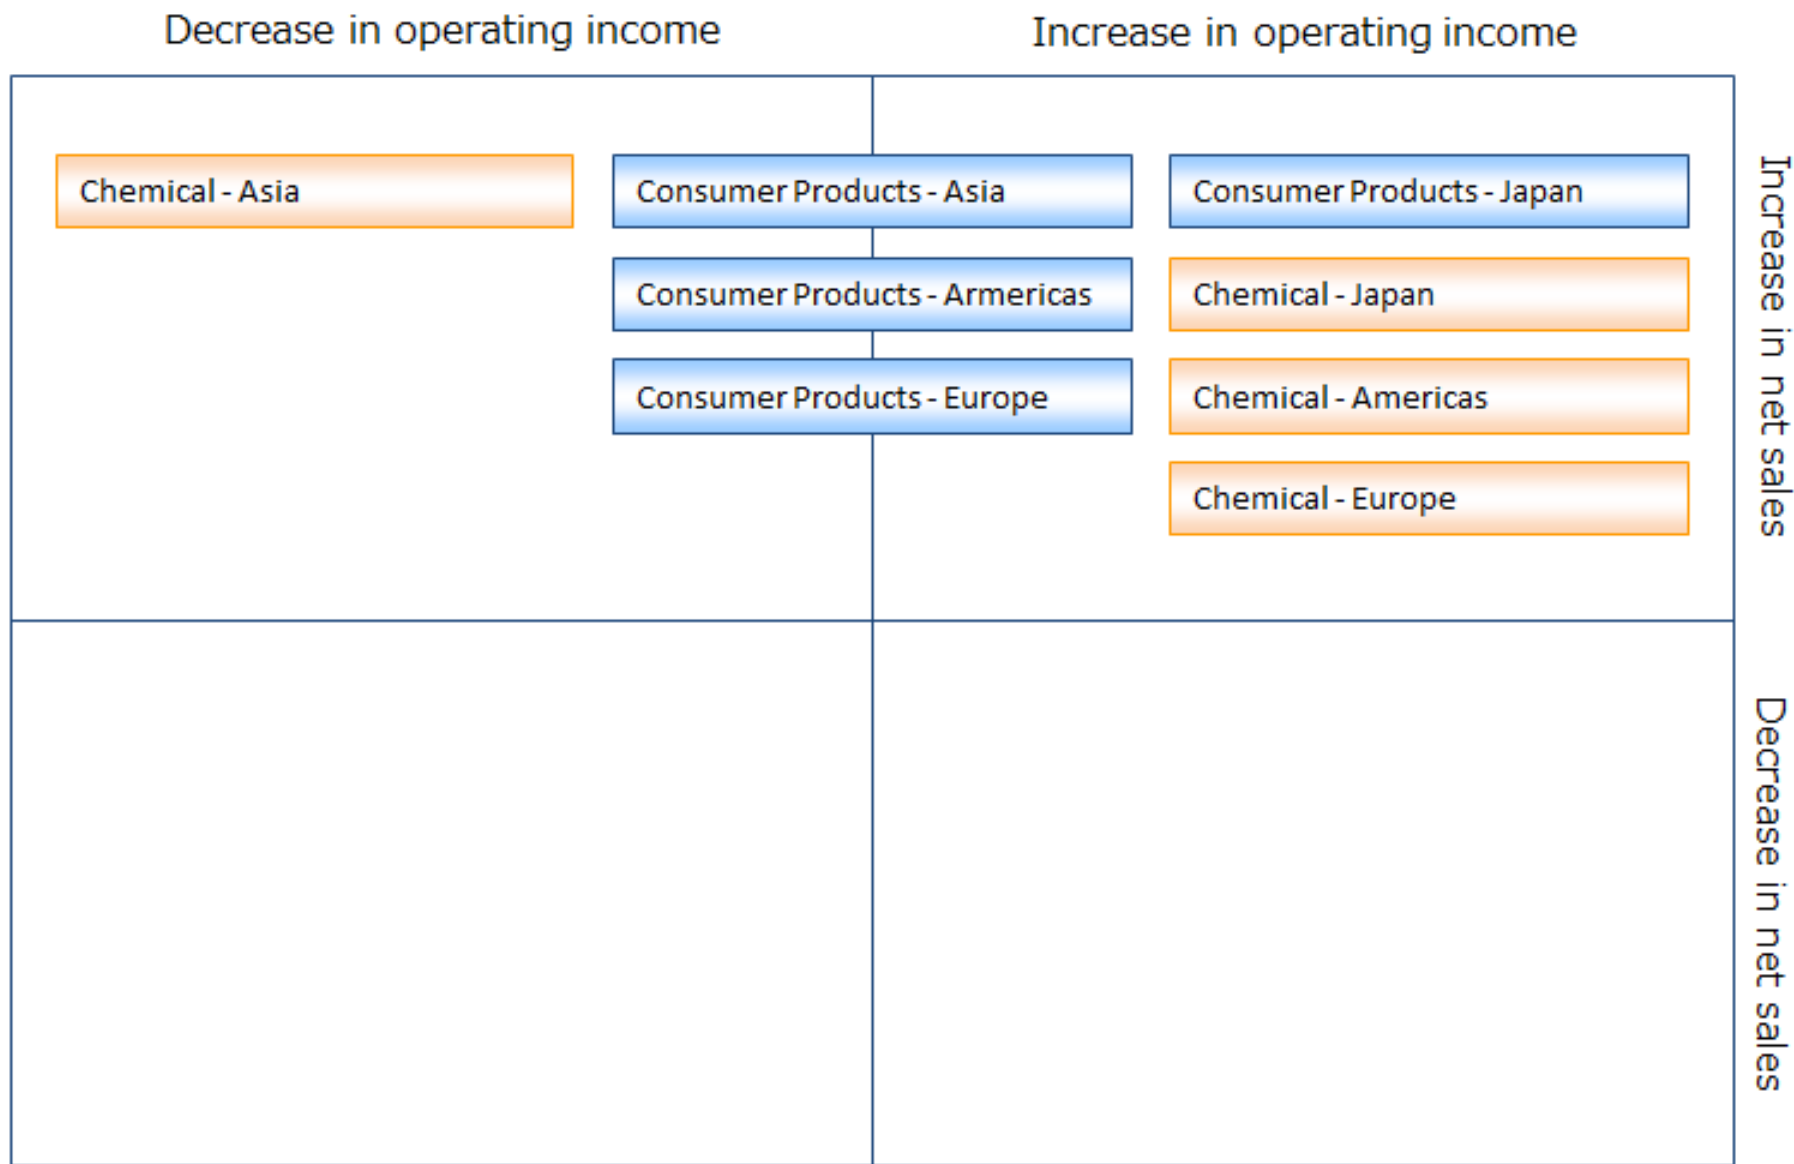 Decrease in operating income
Increase in operating income
Chemical - Asia
Consumer Products - Asia
Consumer Products - Japan
Consumer Products - Armericas
Chemical - Japan
Consumer Products - Europe
Chemical - Americas
Chemical - Europe
Increase in net sales
Decrease in net sales